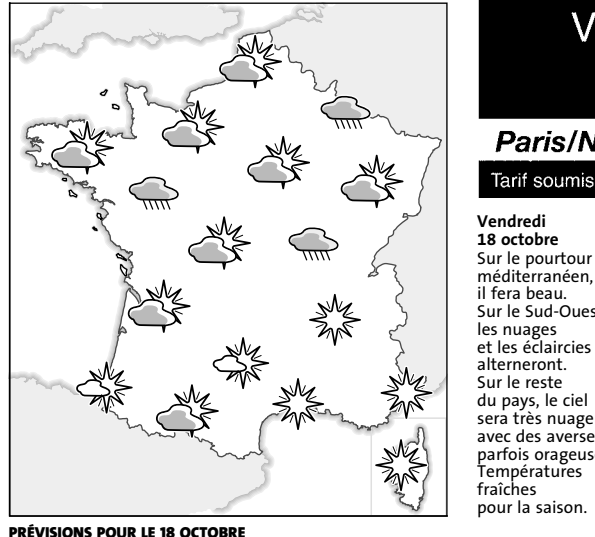 V
Paris/N
Tarif soumis
Vendredi
18 octobre
Sur le pourtour
méditerranéen,
il fera beau.
Sur le Sud-Oues
les nuages
et les éclaircies
alterneront.
Sur le reste
du pays, le ciel
sera très nuage
avec des averse
parfois orageus
Températures
fraîches
pour la saison.
PRÉVISIONS POUR LE 18 OCTOBRE